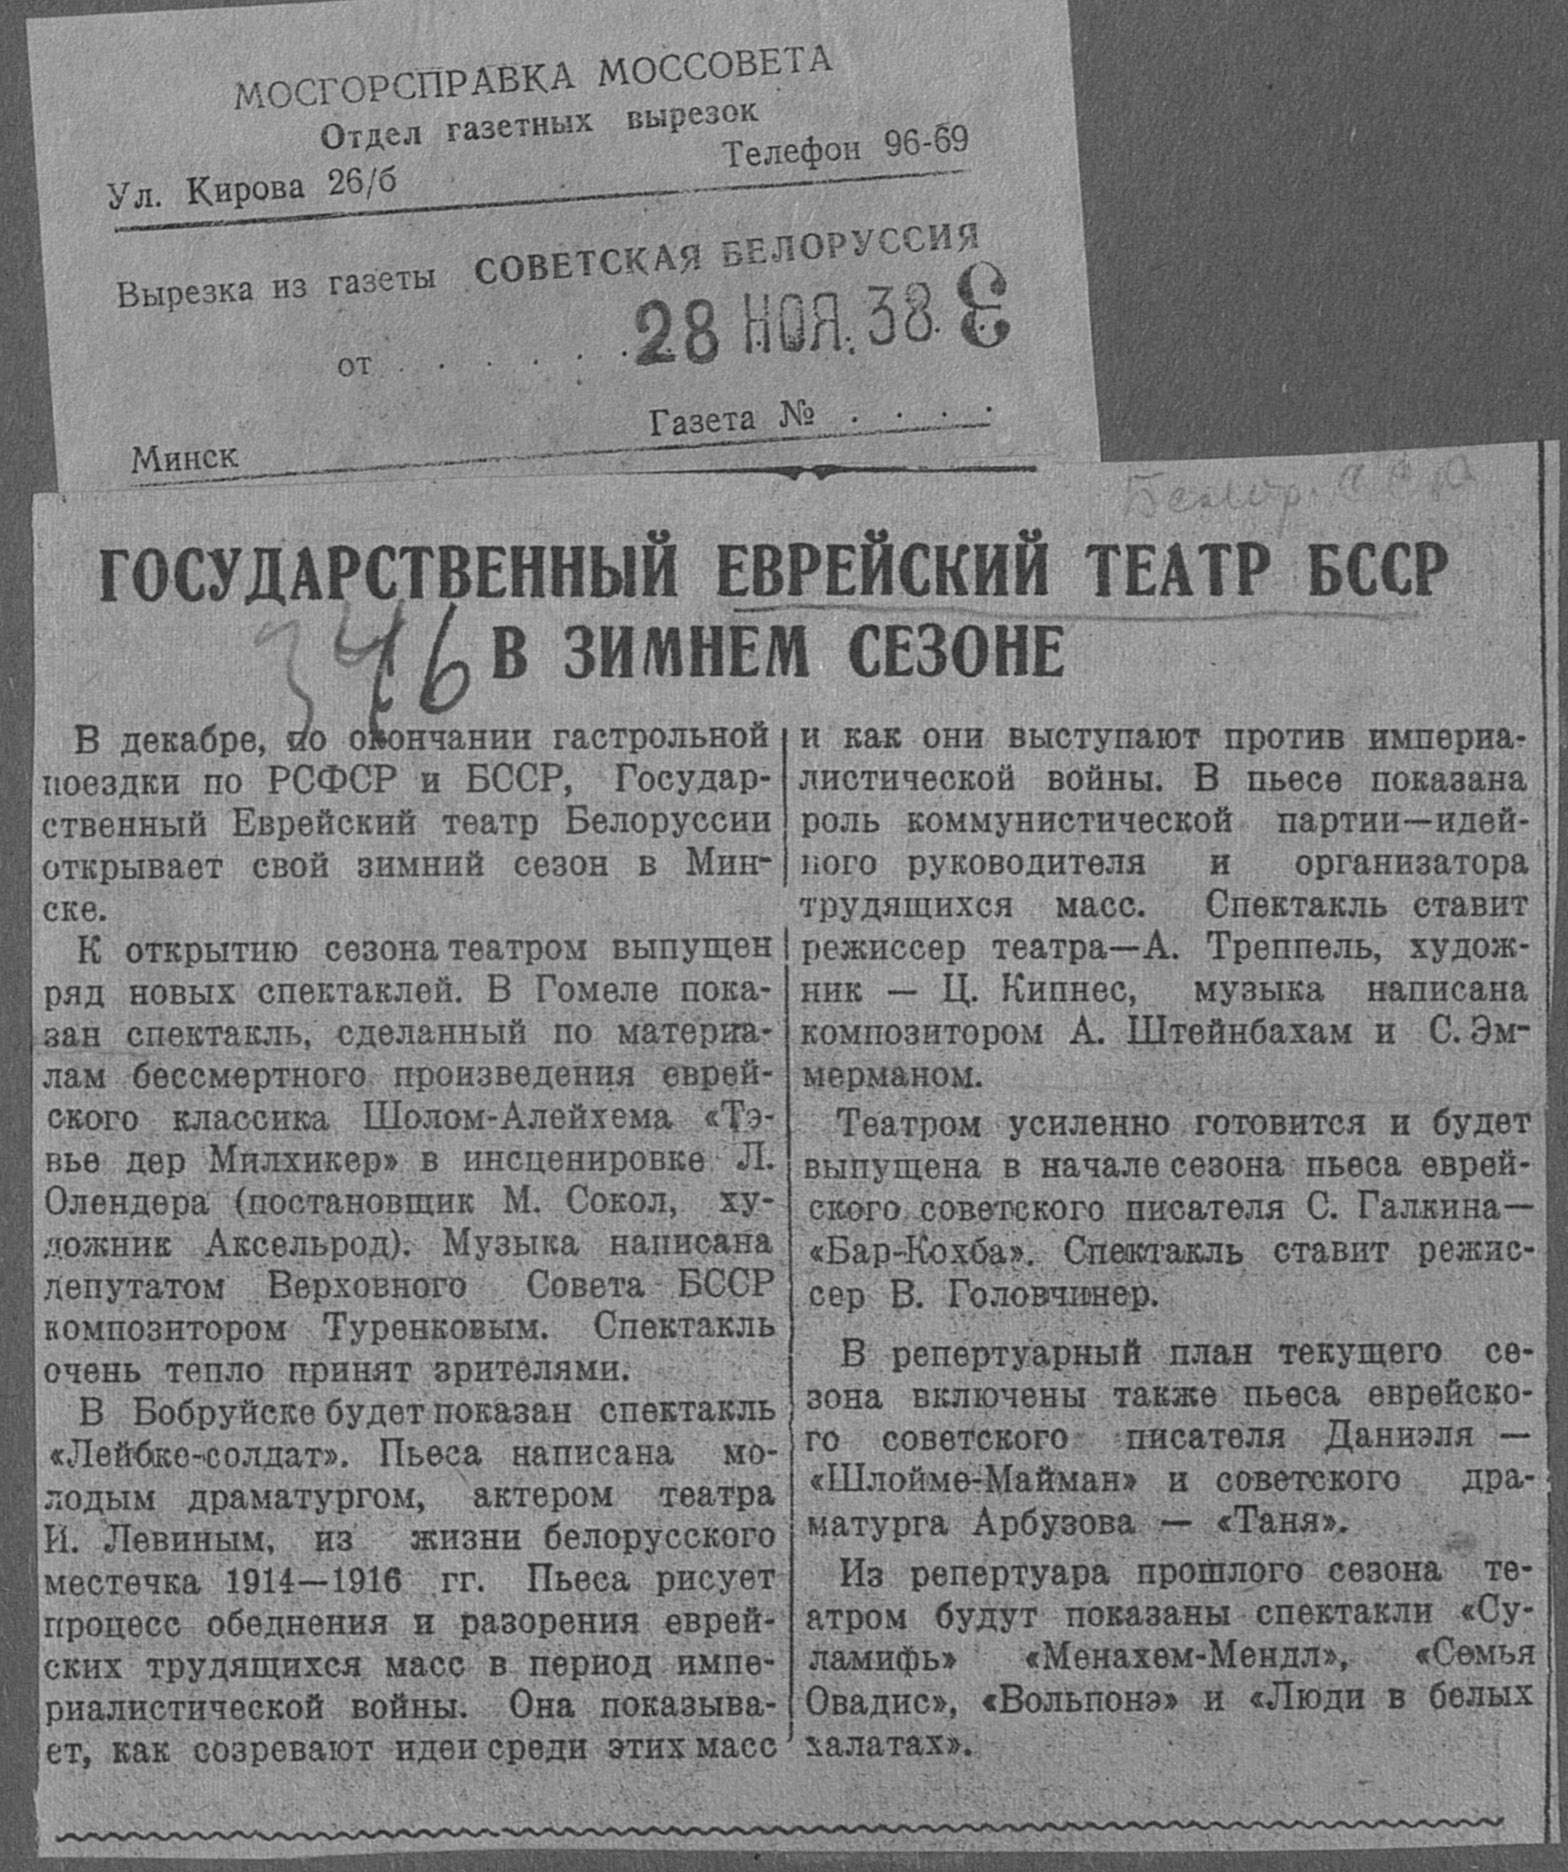 МОСГОРСПРАВКА МОССОВЕТА
Отдел газетных вырезок
Ул. Кирова 26/б Телефон 96-69
Вырезка из газеты СОВЕТСКАЯ БЕЛОРУССИЯ
от . . . . . . 28 НОЯ. 38
Минск Газета № . . . .
ГОСУДАРСТВЕННЫЙ ЕВРЕЙСКИЙ ТЕАТР БССР
В ЗИМНЕМ СЕЗОНЕ
346
В декабре, по окончании гастрольной
поездки по РСФСР и БССР, Государ-
ственный Еврейский театр Белоруссии
открывает свой зимний сезон в Мин-
ске.
К открытию сезона театром выпущен
ряд новых спектаклей. В Гомеле пока-
зан спектакль, сделанный по материа-
лам бессмертного произведения еврей-
ского классика Шолом-Алейхема «Тэ-
вье дер Милхикер» в инсценировке Л.
Олендера (постановщик М. Сокол, ху-
дожник Аксельрод). Музыка написана
депутатом Верховного Совета БССР
композитором Туренковым. Спектакль
очень тепло принят зрителями.
В Бобруйске будет показан спектакль
«Лейбке-солдат». Пьеса написана мо-
лодым драматургом, актером театра
И. Левиным, из жизни белорусского
местечка 1914—1916 гг. Пьеса рисует
процесс обеднения и разорения еврей-
ских трудящихся масс в период импе-
риалистической войны. Она показыва-
ет, как созревают идеи среди этих масс
и как они выступают против империа-
листической войны. В пьесе показана
роль коммунистической партии—идей-
ного руководителя и организатора
трудящихся масс. Спектакль ставит
режиссер театра—А. Треппель, худож-
ник — Ц. Кипнес, музыка написана
композитором А. Штейнбахам и С. Эм-
мерманом.
Театром усиленно готовится и будет
выпущена в начале сезона пьеса еврей-
ского советского писателя С. Галкина—
«Бар-Кохба». Спектакль ставит режис-
сер В. Головчинер.
В репертуарный план текущего се-
зона включены также пьеса еврейско-
го советского писателя Даниэля —
«Шлойме-Майман» и советского дра-
матурга Арбузова — «Таня».
Из репертуара прошлого сезона те-
атром будут показаны спектакли «Су-
ламифь» «Менахем-Мендл», «Семья
Овадис», «Вольпонэ» и «Люди в белых
халатах».